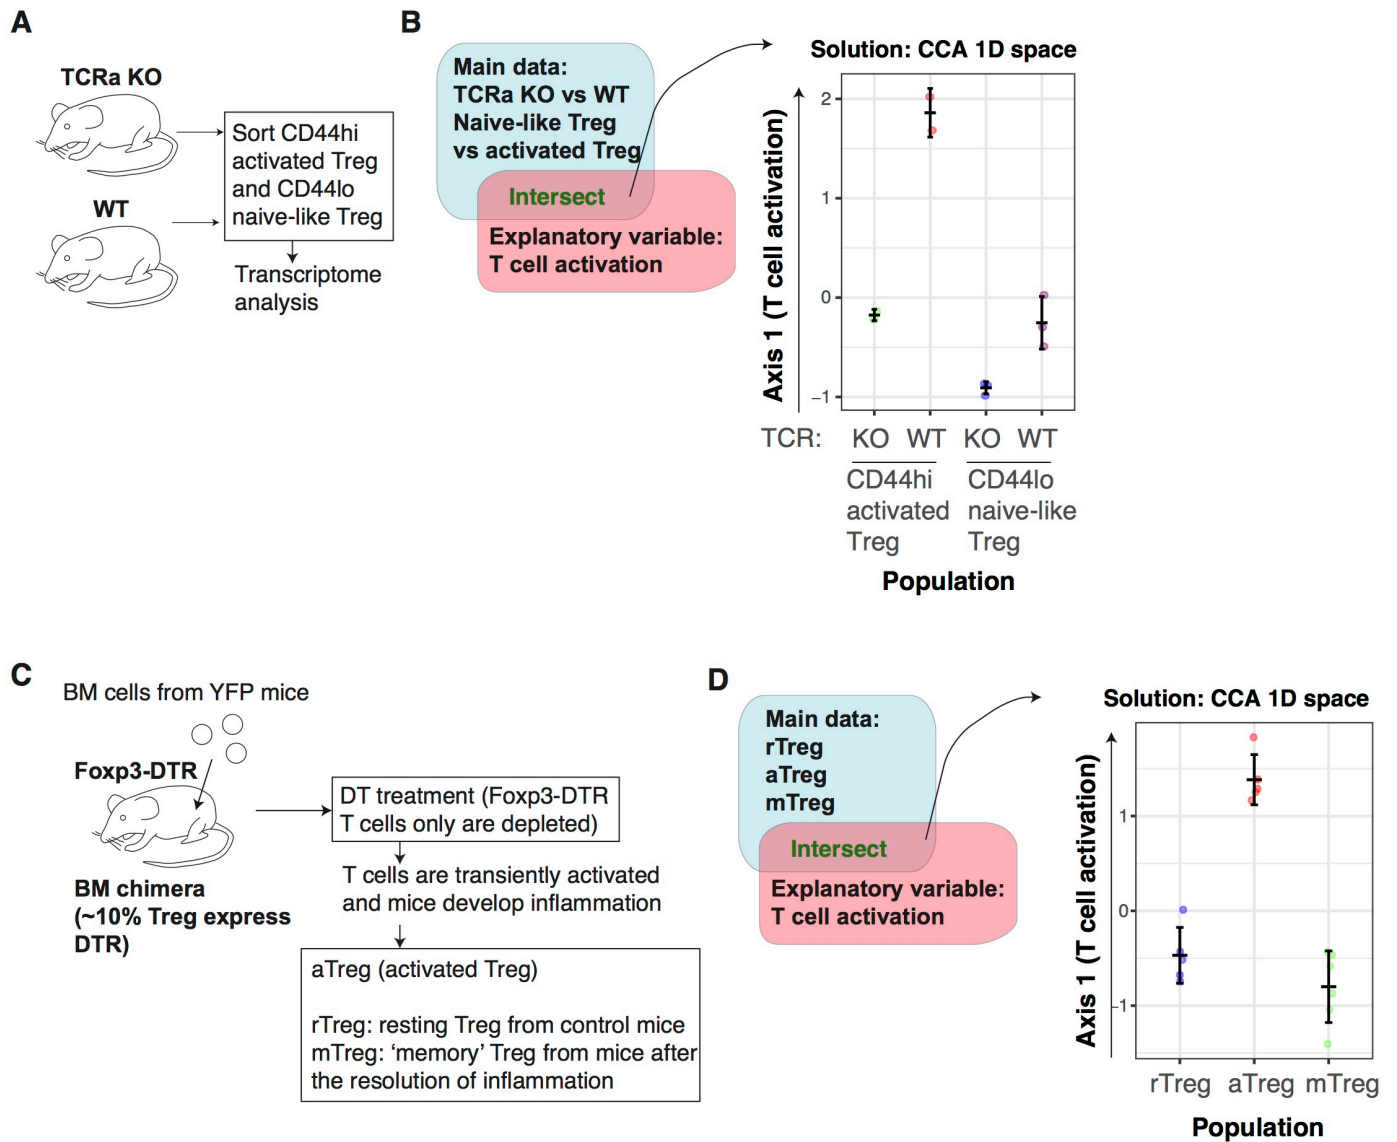 A
TCRa KO
WT
Sort CD44hi
activated Treg
and CD44lo
naive-like Treg
Transcriptome
analysis
B
Main data:
TCRa KO vs WT
Naive-like Treg
vs activated Treg
Intersect
Explanatory variable:
T cell activation
Solution: CCA 1D space
Axis 1 (T cell activation)
2
1
0
−1
TCR: KO WT KO WT
CD44hi
activated
Treg
CD44lo
naive-like
Treg
Population
C
BM cells from YFP mice
Foxp3-DTR
BM chimera
(~10% Treg express
DTR)
DT treatment (Foxp3-DTR
T cells only are depleted)
T cells are transiently activated
and mice develop inflammation
aTreg (activated Treg)
rTreg: resting Treg from control mice
mTreg: ‘memory’ Treg from mice after
the resolution of inflammation
D
Main data:
rTreg
aTreg
mTreg
Intersect
Explanatory variable:
T cell activation
Solution: CCA 1D space
Axis 1 (T cell activation)
1
0
−1
rTreg aTreg mTreg
Population